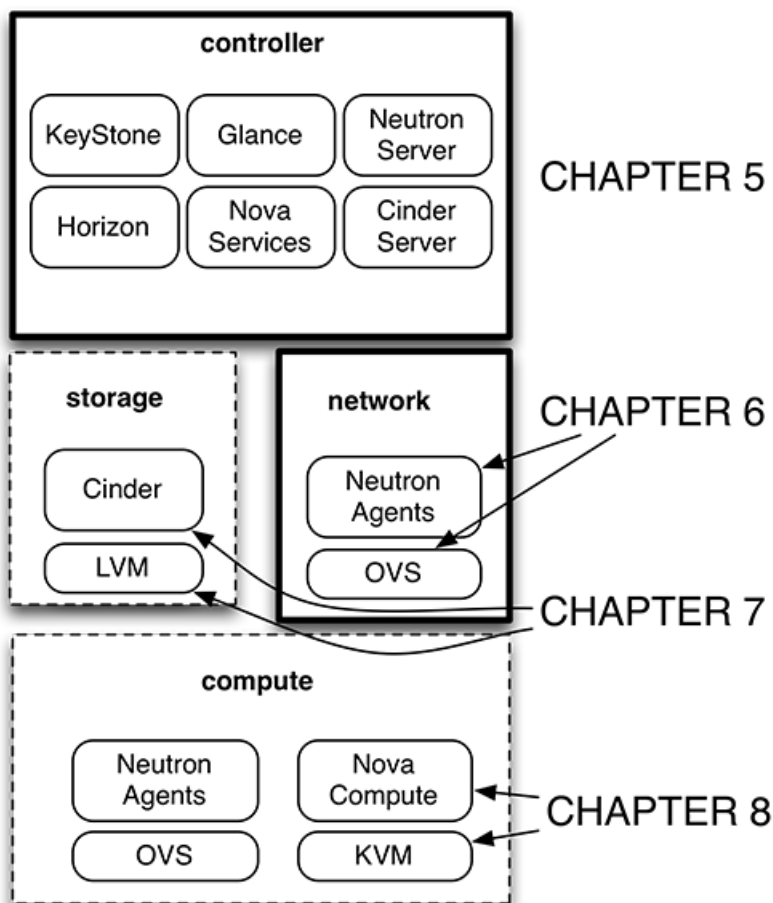 controller
KeyStone
Glance
Neutron
Server
Horizon
Nova
Services
Cinder
Server
CHAPTER 5
storage
Cinder
LVM
network
Neutron
Agents
OVS
CHAPTER 6
CHAPTER 7
compute
Neutron
Agents
OVS
Nova
Compute
KVM
CHAPTER 8